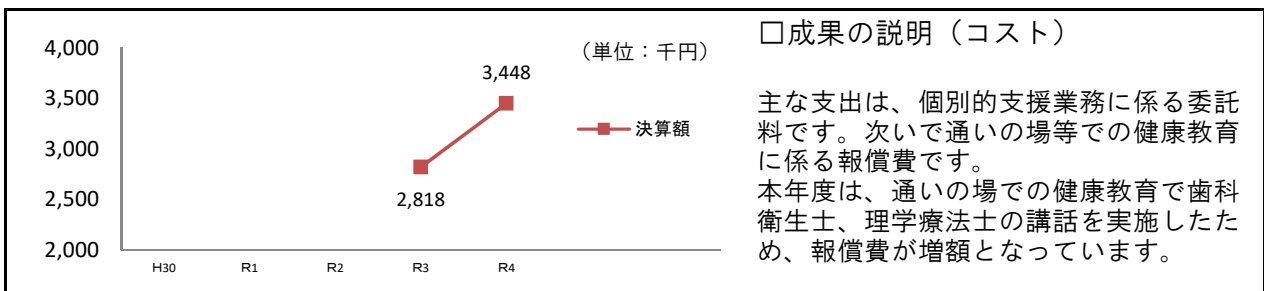 4,000
3,500
3,000
2,500
2,000
(単位：千円)
3,448
2,818
決算額
H30 R1 R2 R3 R4
□成果の説明（コスト）
主な支出は、個別的支援業務に係る委託
料です。次いで通いの場等での健康教育
に係る報償費です。
本年度は、通いの場での健康教育で歯科
衛生士、理学療法士の講話を実施したた
め、報償費が増額となっています。